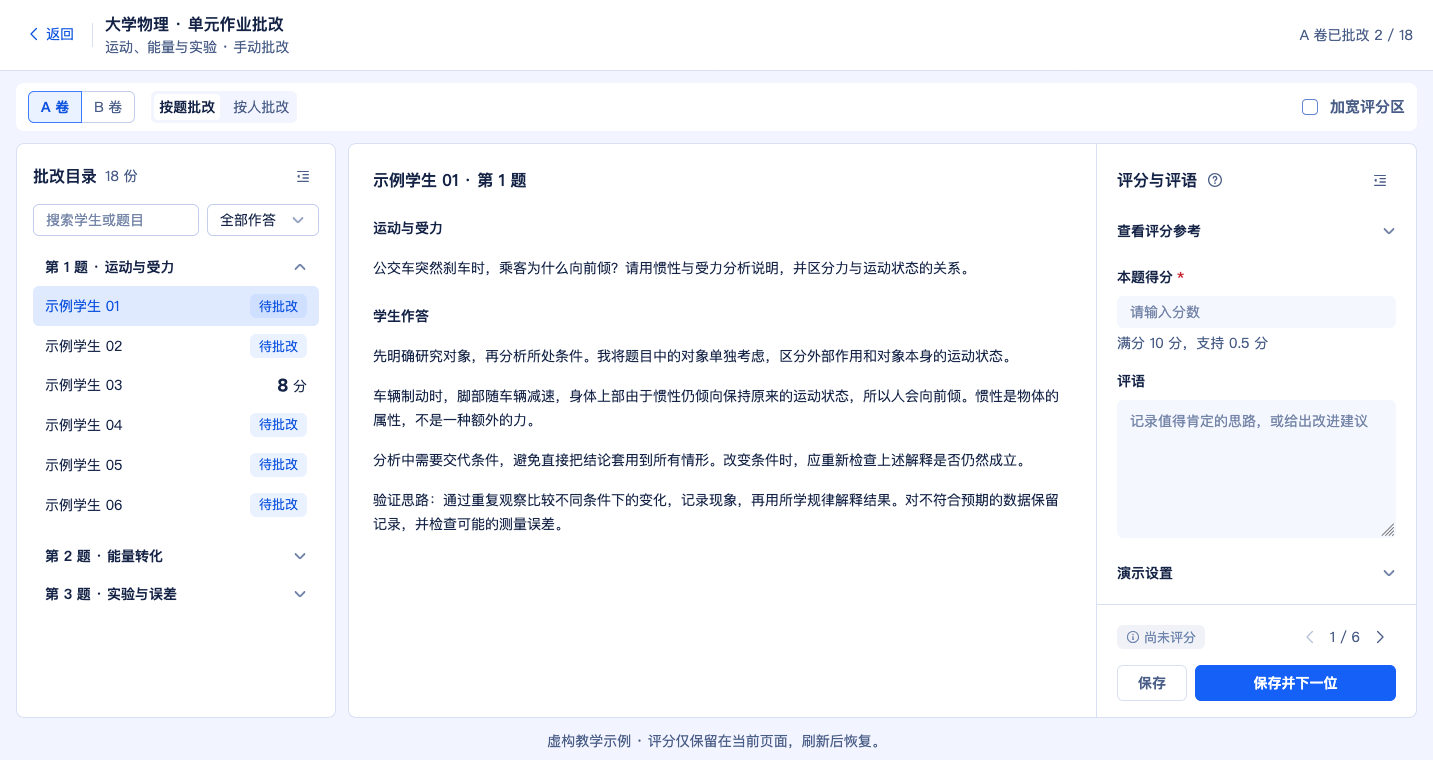 返回
大学物理 · 单元作业批改
运动、能量与实验 · 手动批改
A 卷已批改 2 / 18
A 卷
B 卷
按题批改
按人批改
加宽评分区
批改目录 18 份
搜索学生或题目
全部作答
第 1 题 · 运动与受力
示例学生 01
待批改
示例学生 02
待批改
示例学生 03
8 分
示例学生 04
待批改
示例学生 05
待批改
示例学生 06
待批改
第 2 题 · 能量转化
第 3 题 · 实验与误差
示例学生 01 · 第 1 题
运动与受力
公交车突然刹车时，乘客为什么向前倾？请用惯性与受力分析说明，并区分力与运动状态的关系。
学生作答
先明确研究对象，再分析所处条件。我将题目中的对象单独考虑，区分外部作用和对象本身的运动状态。
车辆制动时，脚部随车辆减速，身体上部由于惯性仍倾向保持原来的运动状态，所以人会向前倾。惯性是物体的
属性，不是一种额外的力。
分析中需要交代条件，避免直接把结论套用到所有情形。改变条件时，应重新检查上述解释是否仍然成立。
验证思路：通过重复观察比较不同条件下的变化，记录现象，再用所学规律解释结果。对不符合预期的数据保留
记录，并检查可能的测量误差。
评分与评语
查看评分参考
本题得分 *
请输入分数
满分 10 分，支持 0.5 分
评语
记录值得肯定的思路，或给出改进建议
演示设置
尚未评分
1 / 6
保存
保存并下一位
虚构教学示例 · 评分仅保留在当前页面，刷新后恢复。